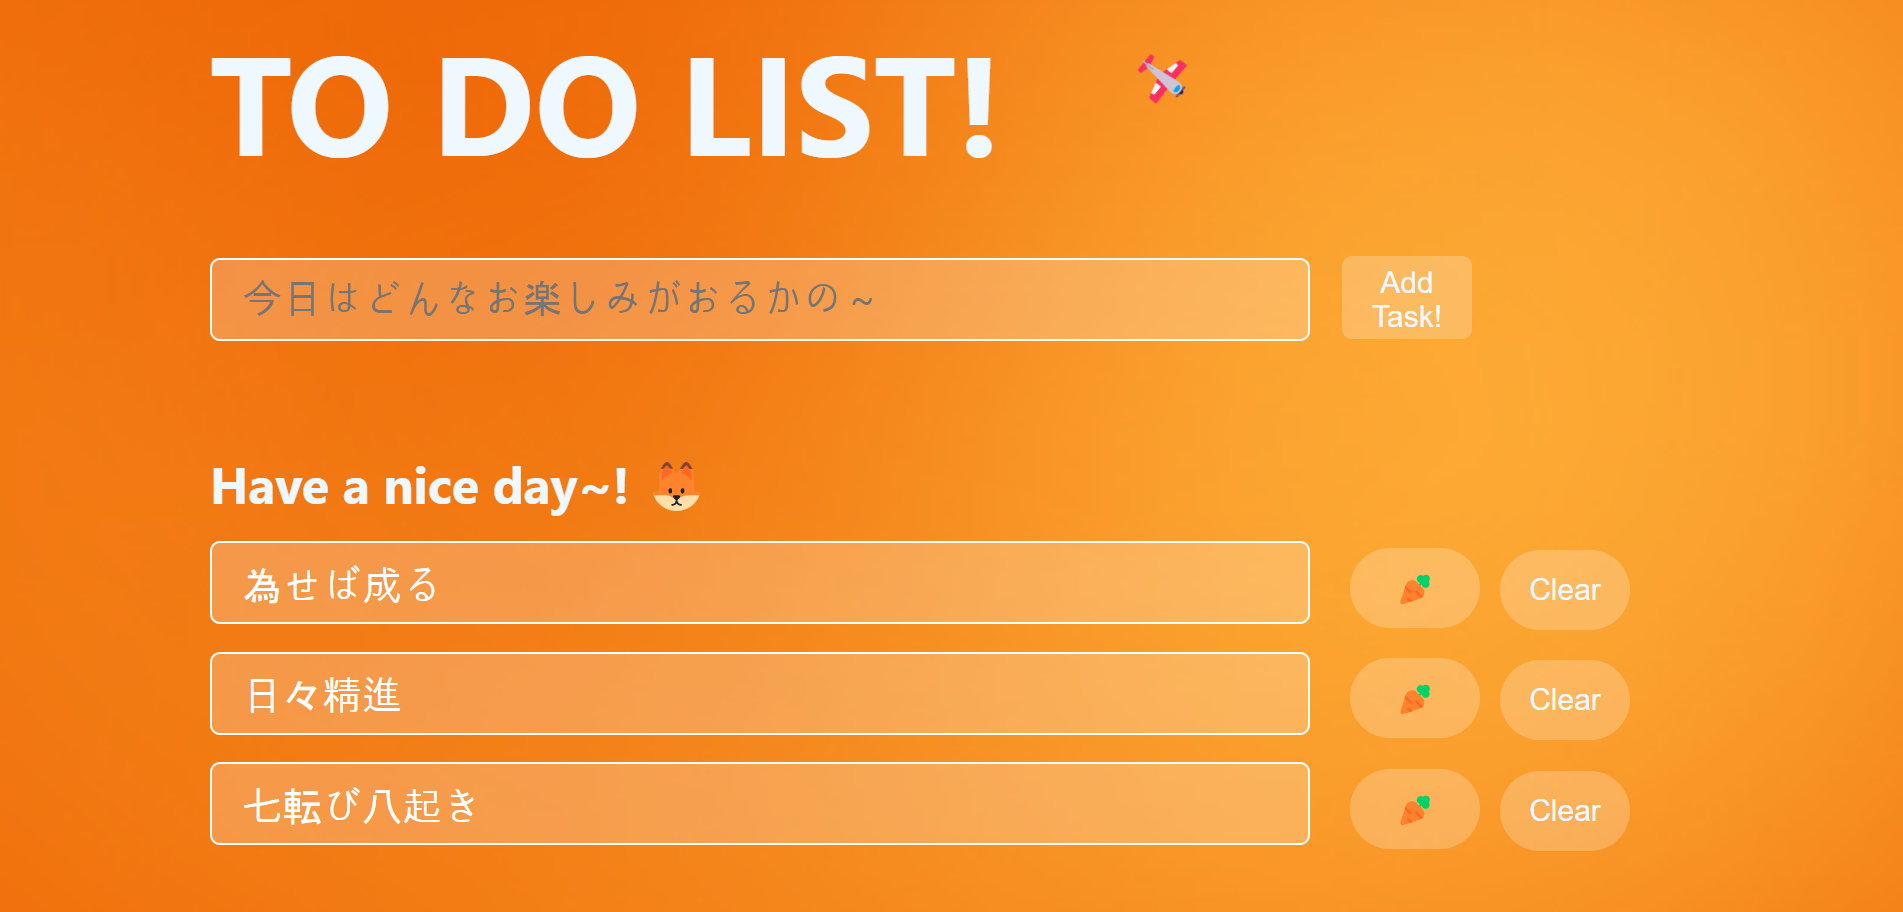 TO DO LIST!
今日はどんなお楽しみがおるかの~
Add
Task!
Have a nice day~!
為せば成る
Clear
日々精進
Clear
七転び八起き
Clear